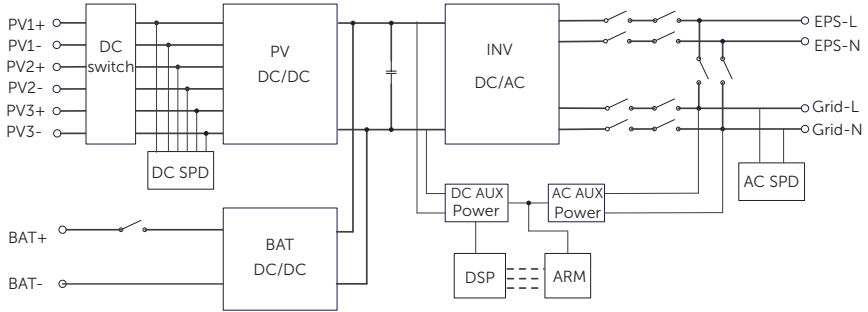 PV1+
PV1-
PV2+
PV2-
PV3+
PV3-
DC
switch
DC SPD
PV
DC/DC
INV
DC/AC
EPS-L
EPS-N
Grid-L
Grid-N
AC SPD
DC AUX
Power
AC AUX
Power
BAT+
BAT-
BAT
DC/DC
DSP
ARM